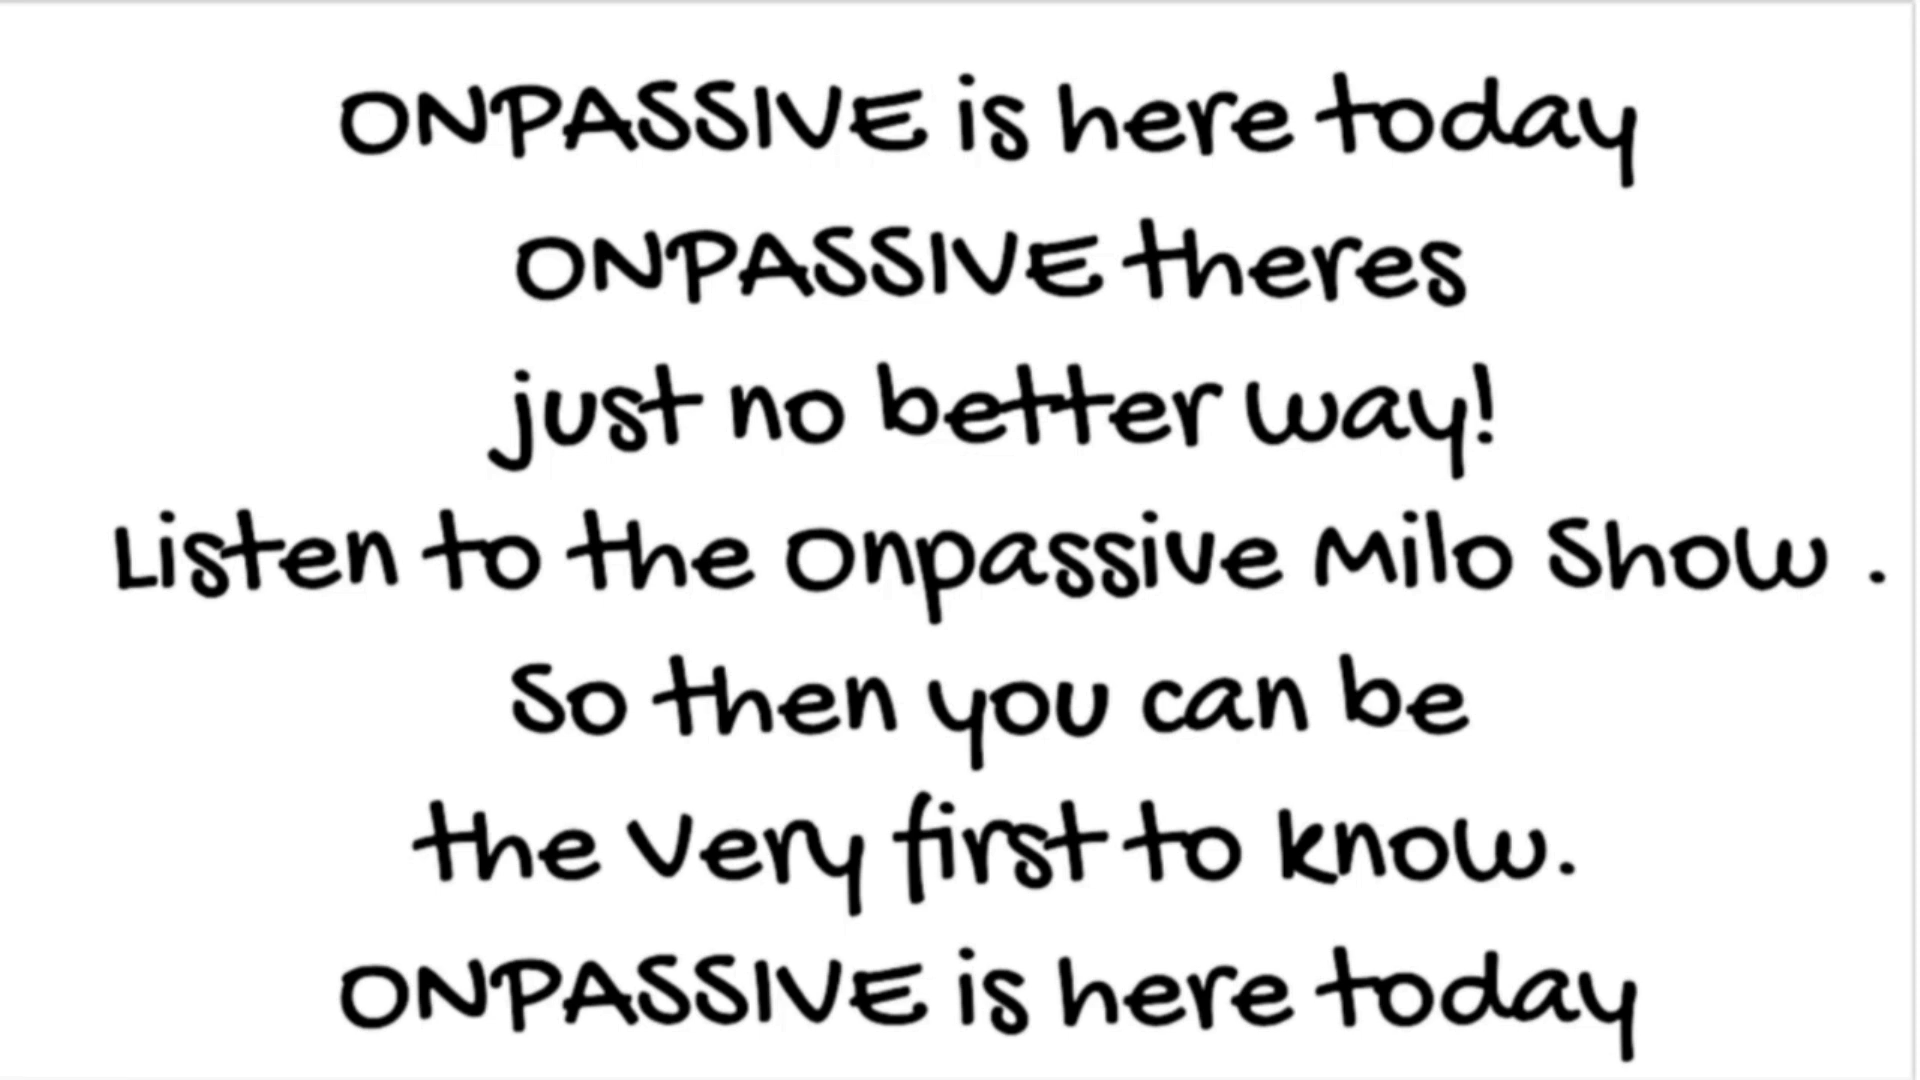 ONPASSIVE is here today
ONPASSIVE theres
just no better way!
Listen to the Onpassive Milo Show .
So then you can be
the very first to know.
ONPASSIVE is here today